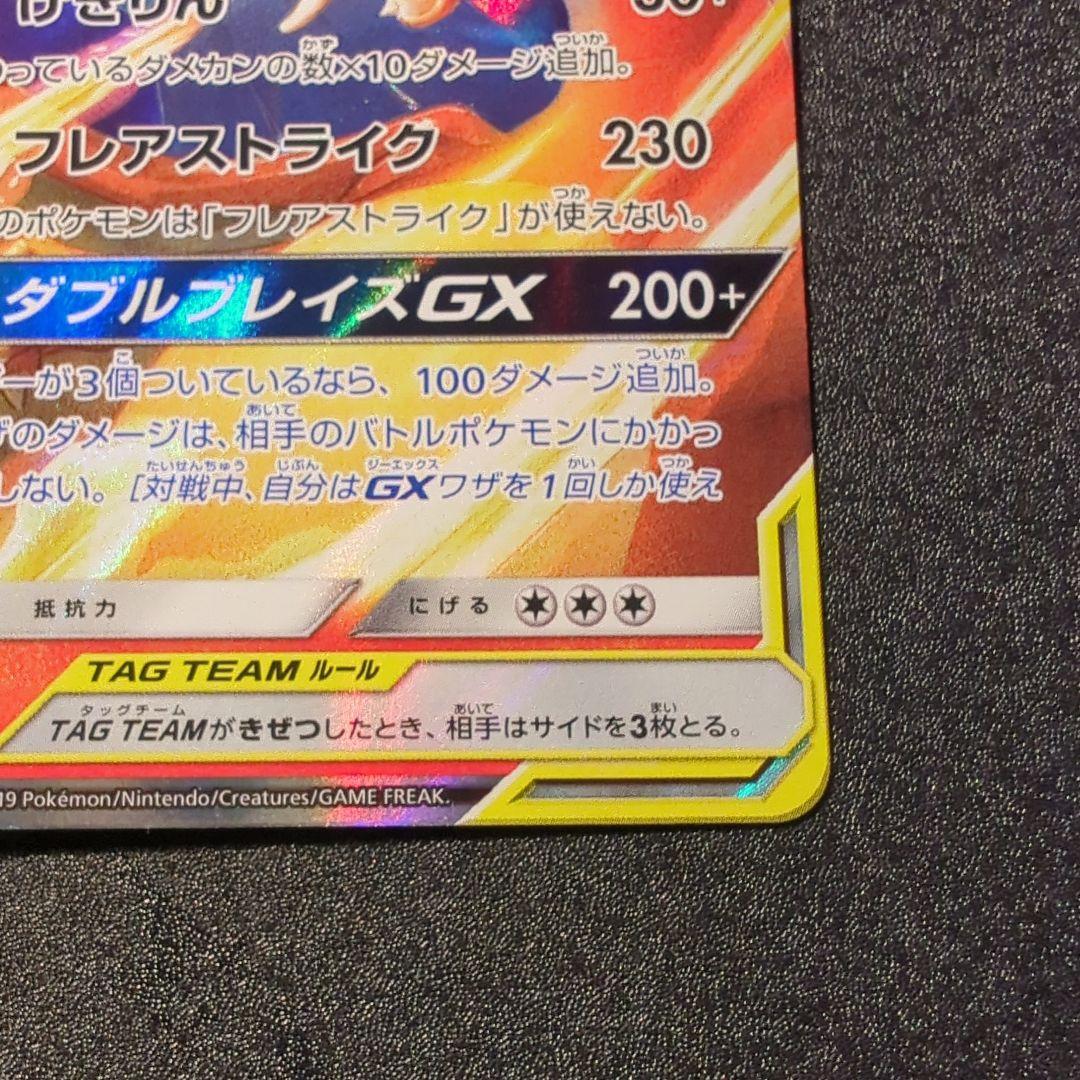 げきりん
っているダメカンの数×10ダメージ追加。
フレアストライク 230
のポケモンは「フレアストライク」が使えない。
ダブルブレイズGX 200+
ーが3個ついているなら、100ダメージ追加。
のダメージは、相手のバトルポケモンにかかっ
しない。[対戦中、自分はGXワザを1回しか使え
抵抗力 にげる
TAG TEAM ルール
TAG TEAMがきぜつしたとき、相手はサイドを3枚とる。
19 Pokémon/Nintendo/Creatures/GAME FREAK.